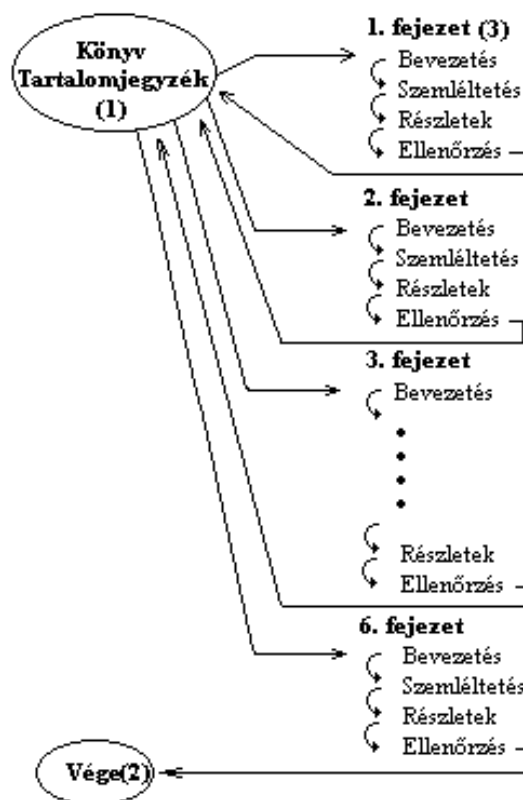 Könyv
Tartalomjegyzék
(1)
1. fejezet (3)
Bevezetés
Szemléltetés
Részletek
Ellenőrzés
2. fejezet
Bevezetés
Szemléltetés
Részletek
Ellenőrzés
3. fejezet
Bevezetés
Részletek
Ellenőrzés
6. fejezet
Bevezetés
Szemléltetés
Részletek
Ellenőrzés
Vége(2)